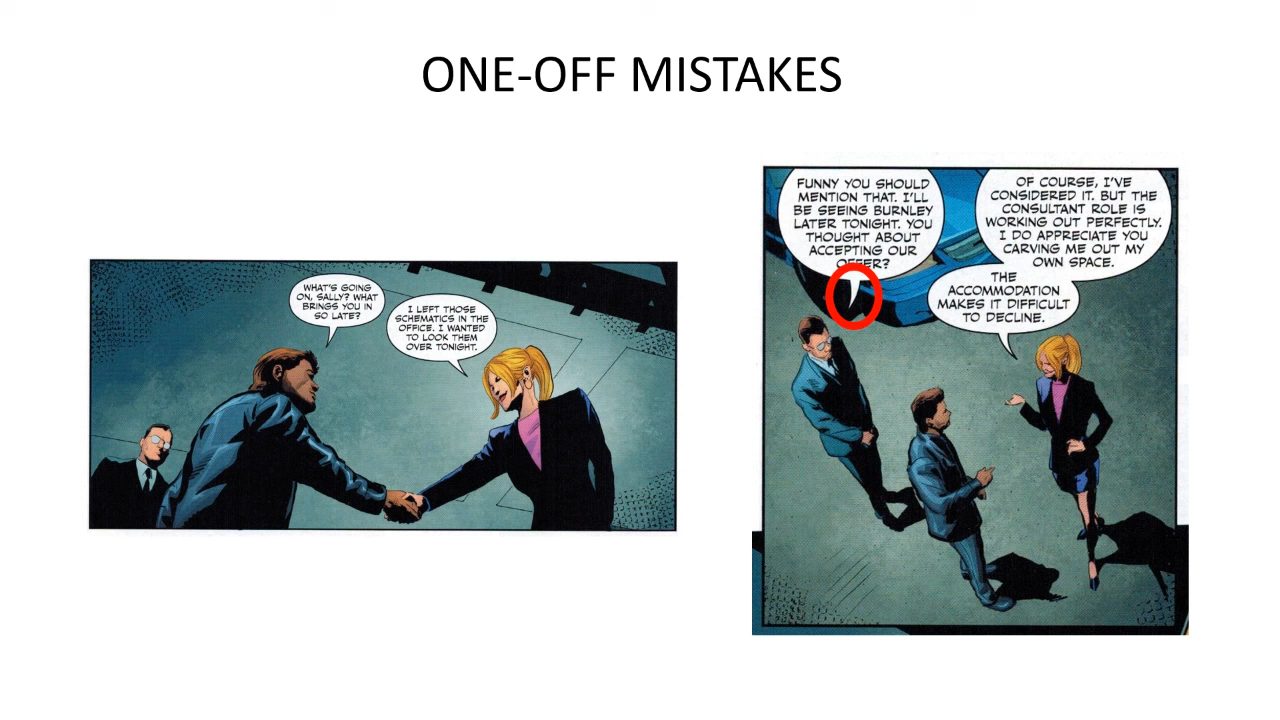 ONE-OFF MISTAKES
WHAT'S GOING
ON, SALLY? WHAT
BRINGS YOU IN
SO LATE?
I LEFT THOSE
SCHEMATICS IN THE
OFFICE. I WANTED
TO LOOK THEM
OVER TONIGHT.
FUNNY YOU SHOULD
MENTION THAT. I'LL
BE SEEING BURNLEY
LATER TONIGHT. YOU
THOUGHT ABOUT
ACCEPTING OUR
OFFER?
OF COURSE, I'VE
CONSIDERED IT. BUT THE
CONSULTANT ROLE IS
WORKING OUT PERFECTLY.
I DO APPRECIATE YOU
CARVING ME OUT MY
OWN SPACE.
THE
ACCOMMODATION
MAKES IT DIFFICULT
TO DECLINE.